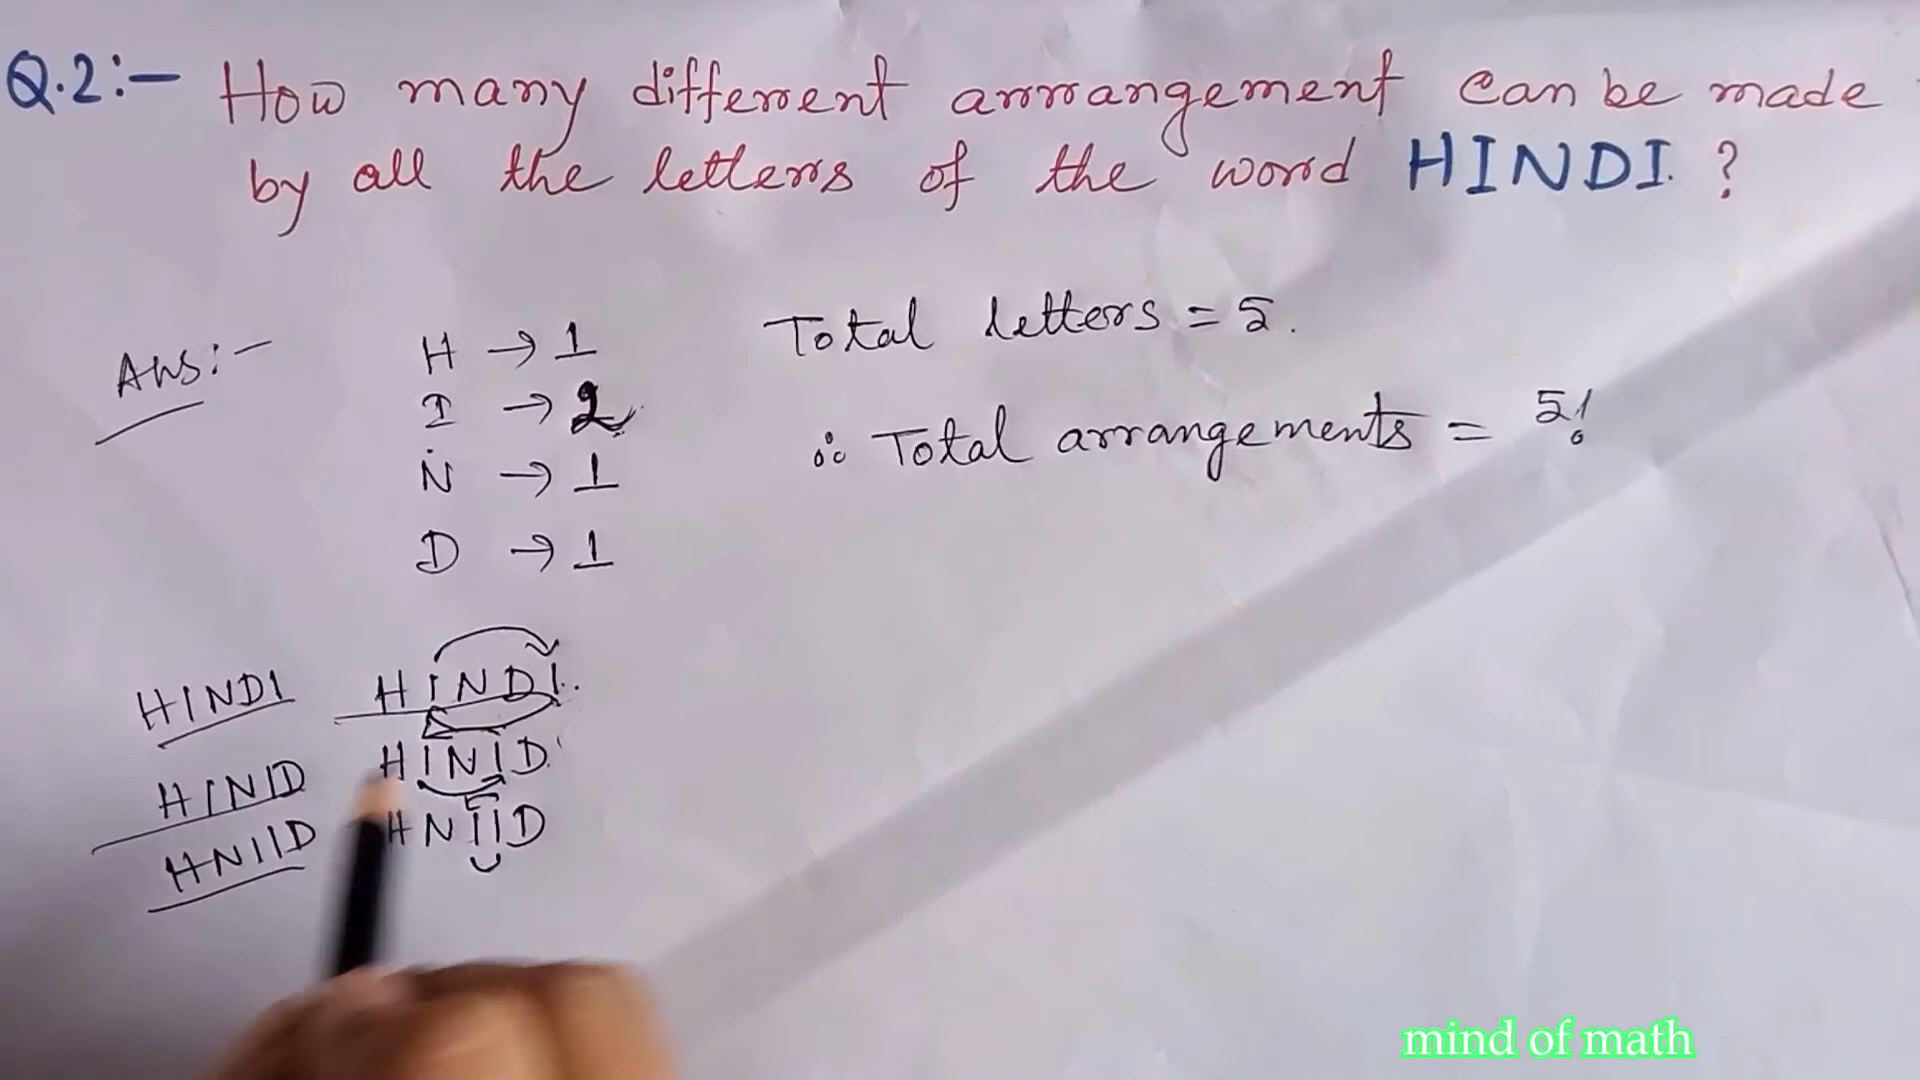 Q.2:- How many different arrangement can be made
by all the letters of the word HINDI. ?
Ans:-
H → 1
I → 2
N → 1
D → 1
Total letters = 5.
∴ Total arrangements = 5!
HINDI HINDI.
HINID HINID
HNIID HNIID
mind of math